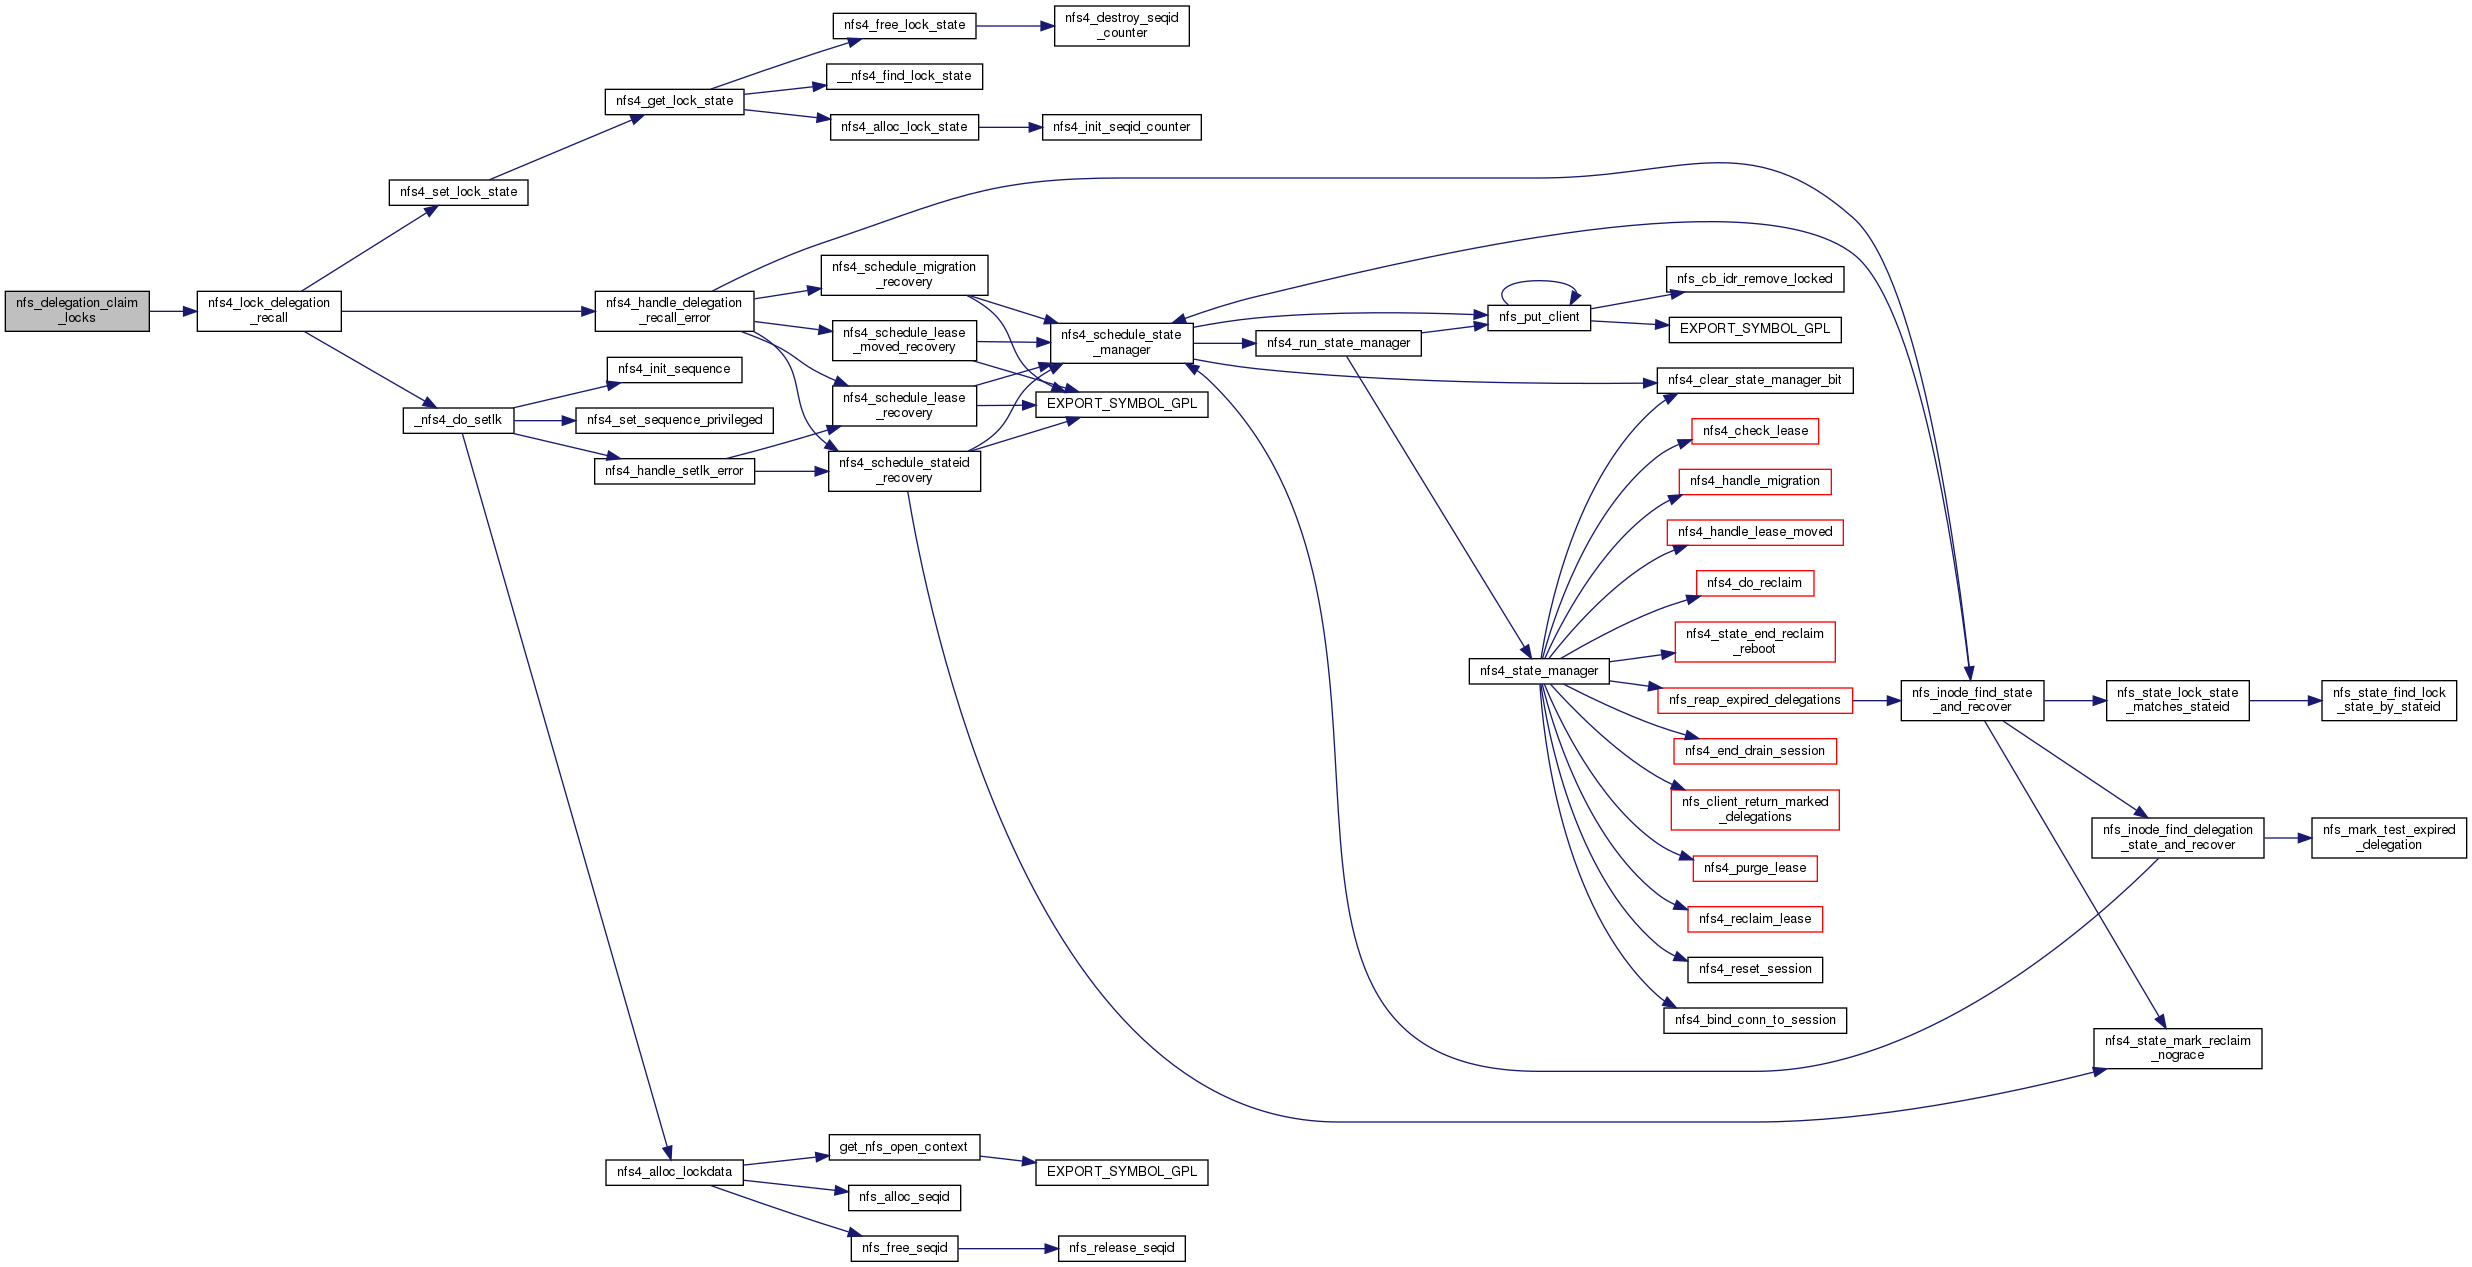 nfs_delegation_claim
_locks
nfs4_lock_delegation
_recall
nfs4_set_lock_state
nfs4_get_lock_state
nfs4_free_lock_state
nfs4_destroy_seqid
_counter
__nfs4_find_lock_state
nfs4_alloc_lock_state
nfs4_init_seqid_counter
nfs4_handle_delegation
_recall_error
nfs4_schedule_migration
_recovery
nfs4_schedule_lease
_moved_recovery
nfs4_schedule_lease
_recovery
nfs4_schedule_stateid
_recovery
nfs4_schedule_state
_manager
EXPORT_SYMBOL_GPL
_nfs4_do_setlk
nfs4_init_sequence
nfs4_set_sequence_privileged
nfs4_handle_setlk_error
nfs4_run_state_manager
nfs_put_client
nfs_cb_idr_remove_locked
EXPORT_SYMBOL_GPL
nfs4_clear_state_manager_bit
nfs4_check_lease
nfs4_handle_migration
nfs4_handle_lease_moved
nfs4_do_reclaim
nfs4_state_end_reclaim
_reboot
nfs4_state_manager
nfs_reap_expired_delegations
nfs4_end_drain_session
nfs_client_return_marked
_delegations
nfs4_purge_lease
nfs4_reclaim_lease
nfs4_reset_session
nfs4_bind_conn_to_session
nfs_inode_find_state
_and_recover
nfs_state_lock_state
_matches_stateid
nfs_state_find_lock
_state_by_stateid
nfs_inode_find_delegation
_state_and_recover
nfs_mark_test_expired
_delegation
nfs4_state_mark_reclaim
_nograce
nfs4_alloc_lockdata
get_nfs_open_context
EXPORT_SYMBOL_GPL
nfs_alloc_seqid
nfs_free_seqid
nfs_release_seqid